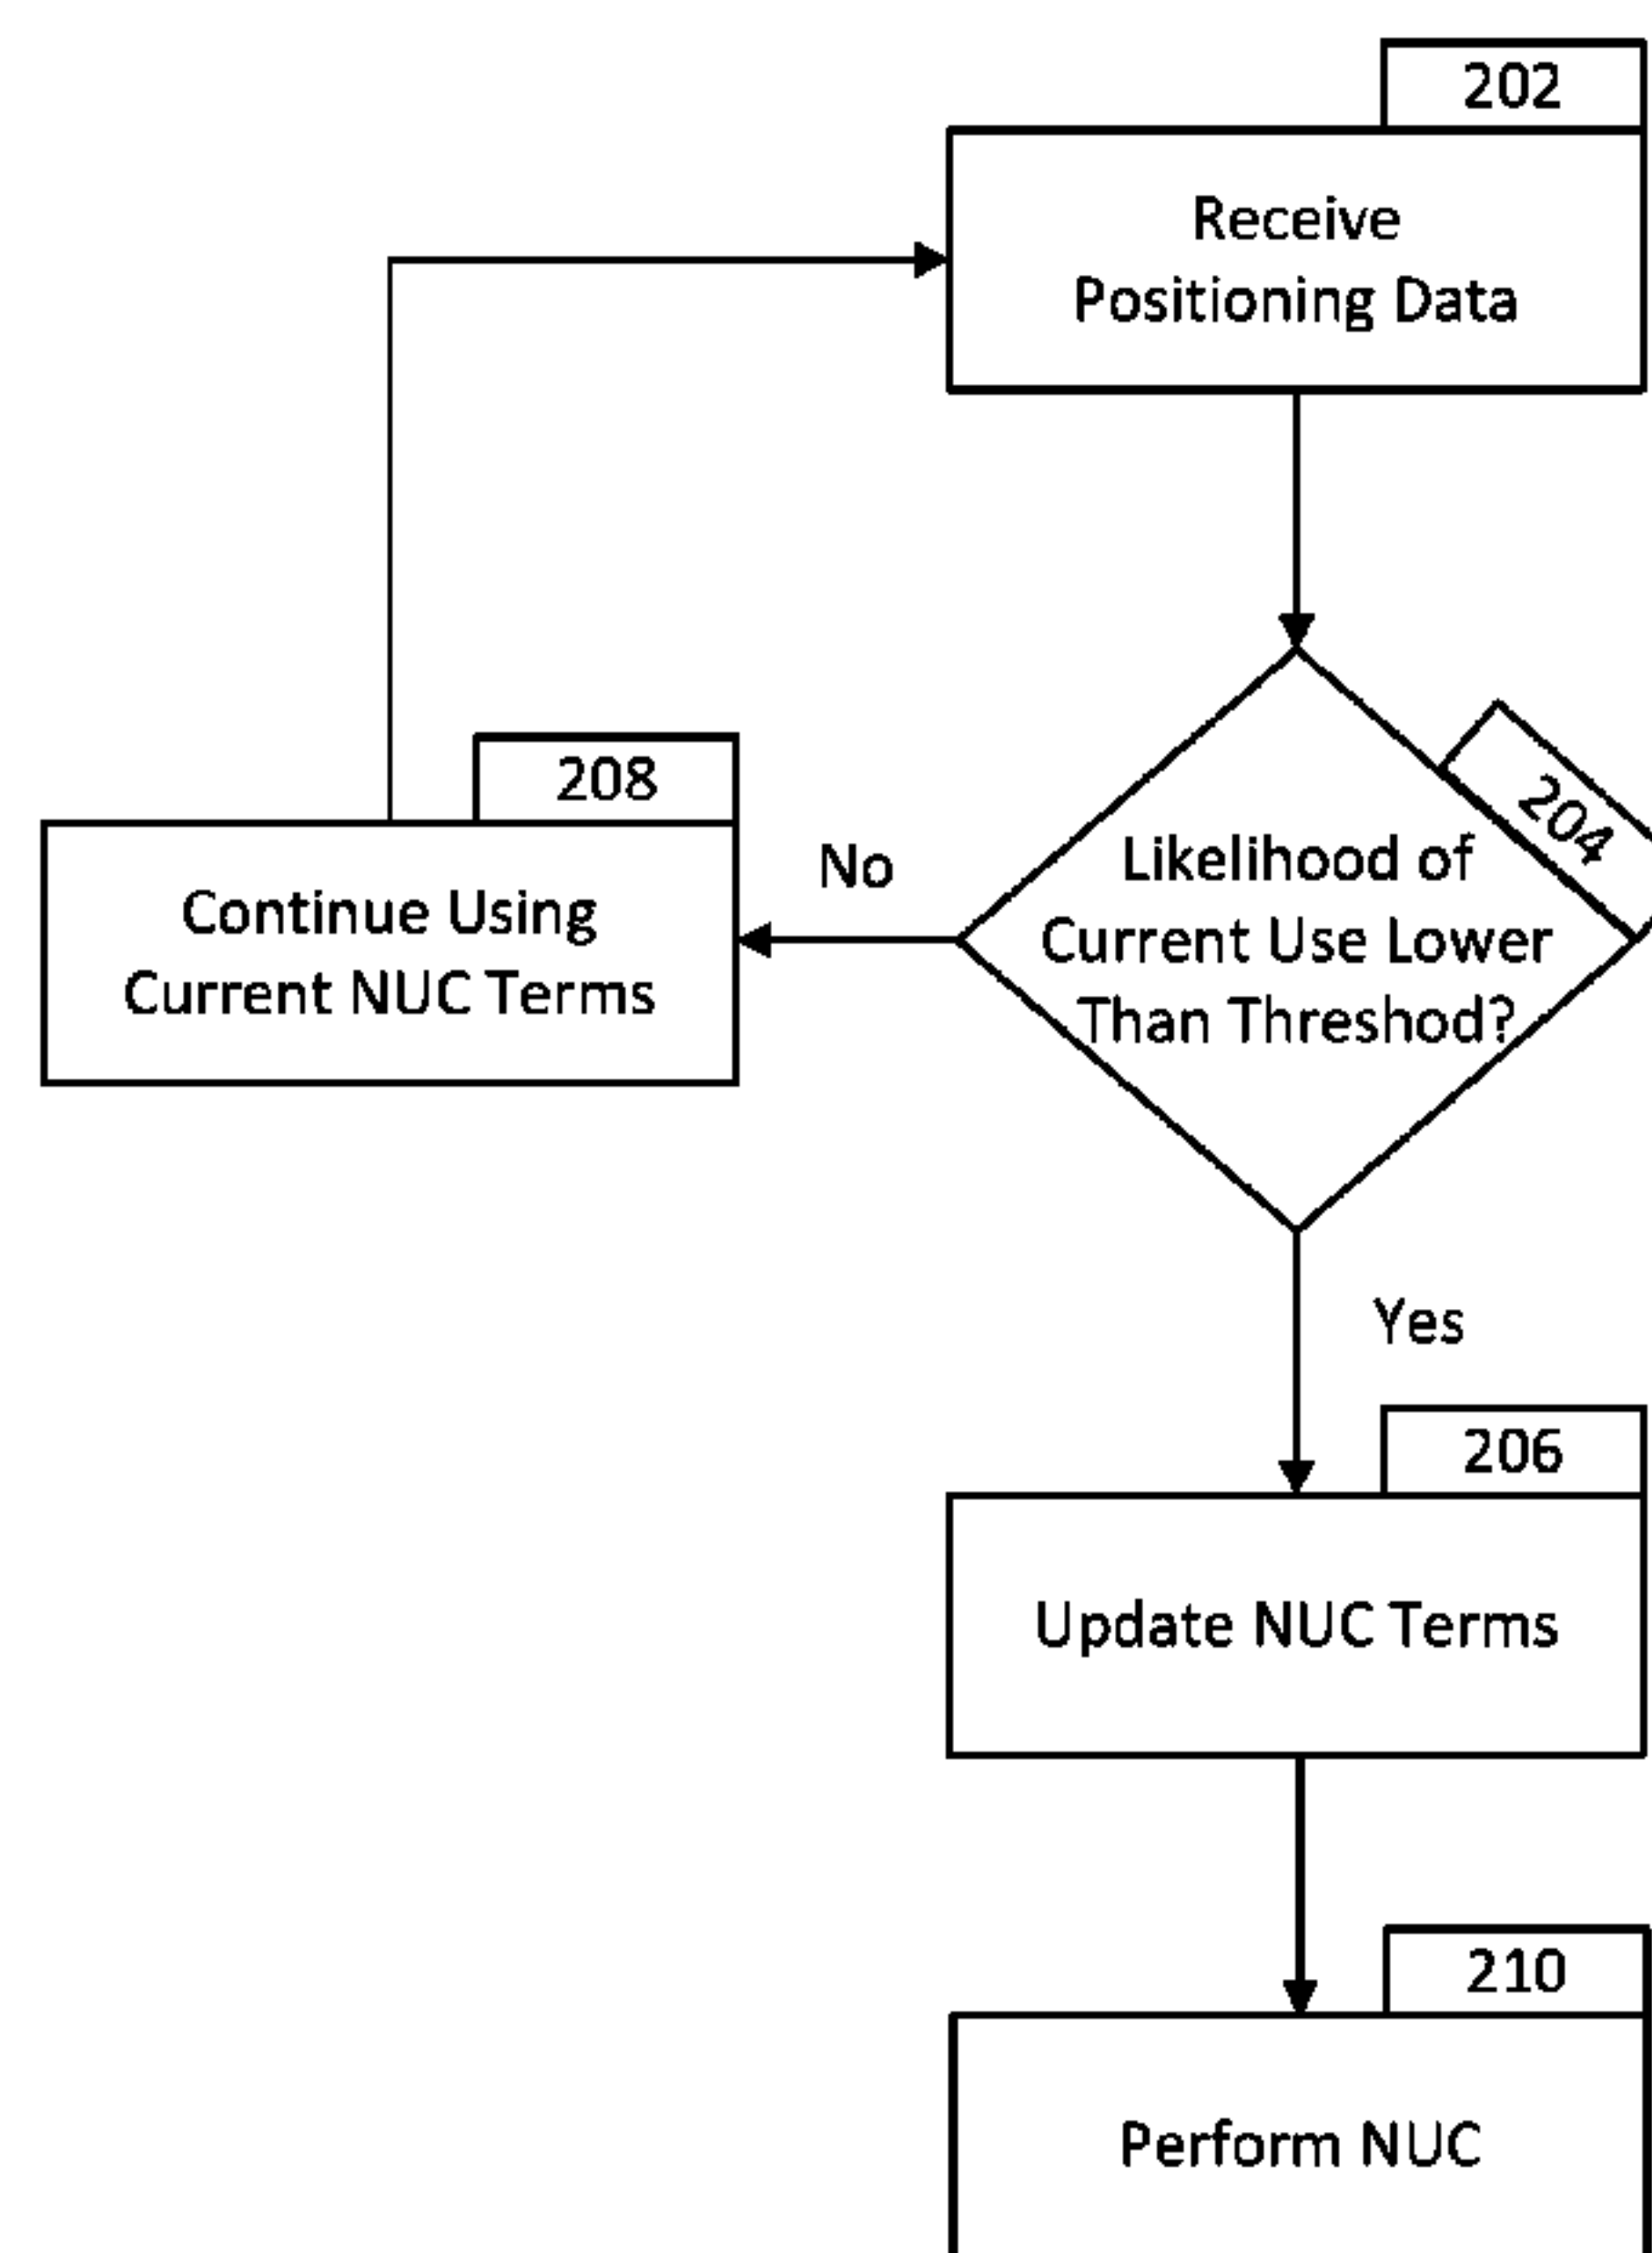 202
Receive
Positioning Data
204
Likelihood of
Current Use Lower
Than Threshod?
No
208
Continue Using
Current NUC Terms
Yes
206
Update NUC Terms
210
Perform NUC